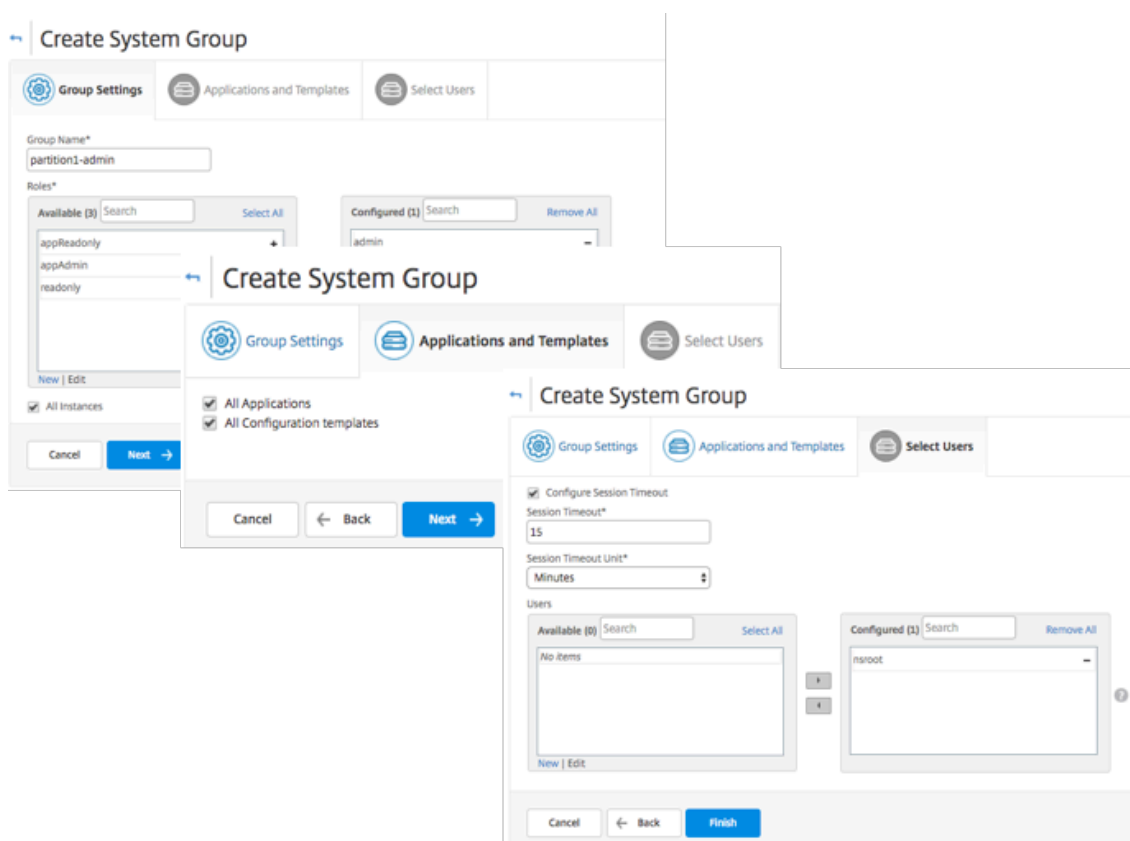 Create System Group
Group Settings
Applications and Templates
Select Users
Group Name*
partition1-admin
Roles*
Available (3) Search Select All
Configured (1) Search Remove All
appReadonly +
admin −
appAdmin
readonly
New | Edit
All Instances
Cancel
Next →
Create System Group
Group Settings
Applications and Templates
Select Users
All Applications
All Configuration templates
Cancel
← Back
Next →
Create System Group
Group Settings
Applications and Templates
Select Users
Configure Session Timeout
Session Timeout*
15
Session Timeout Unit*
Minutes
Users
Available (0) Search Select All
Configured (1) Search Remove All
No items
nsroot −
?
New | Edit
Cancel
← Back
Finish